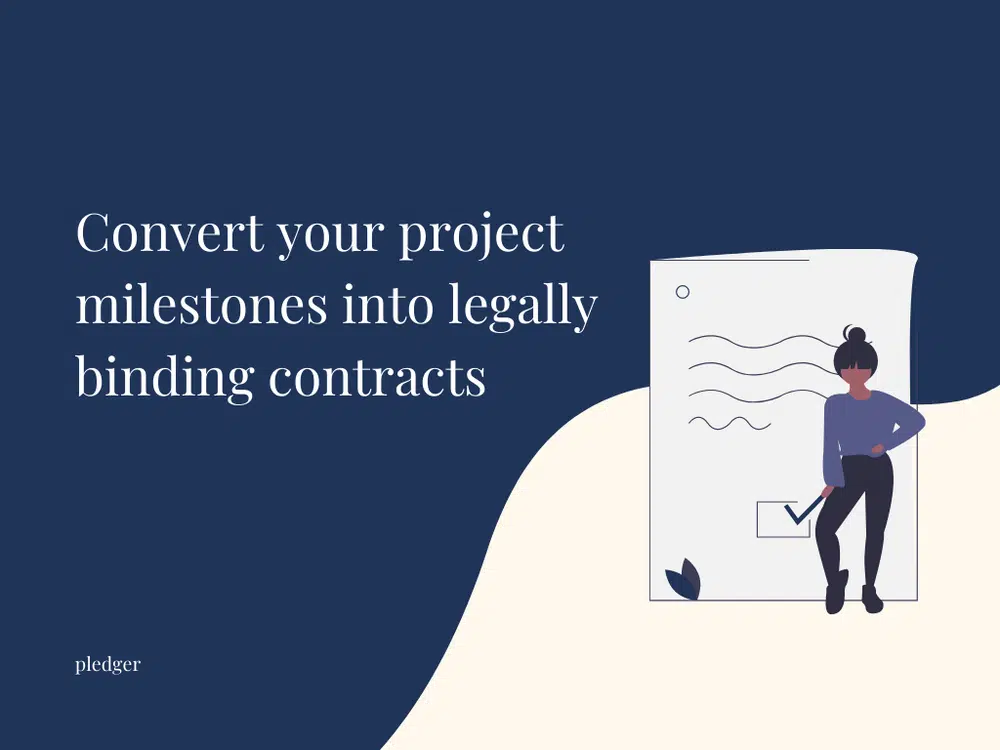 Convert your project
milestones into legally
binding contracts
pledger